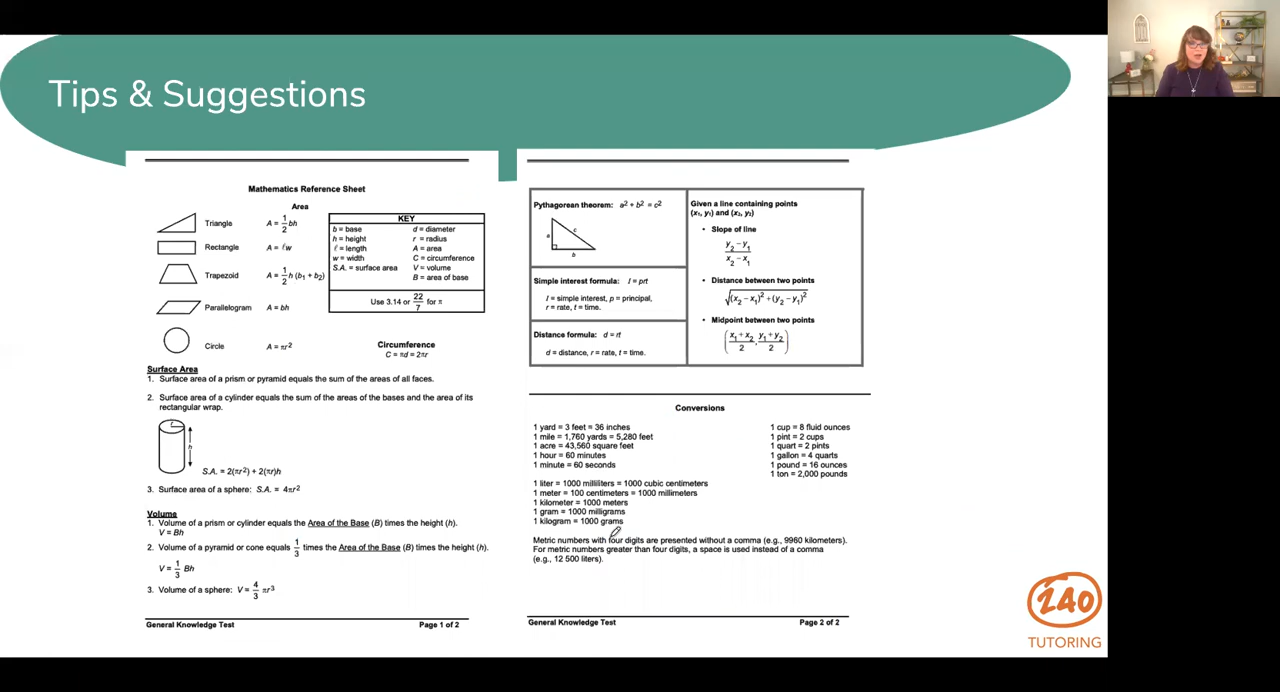 Tips & Suggestions
Mathematics Reference Sheet
Area
Triangle A = 1/2 bh
Rectangle A = ℓw
Trapezoid A = 1/2 h (b1 + b2)
Parallelogram A = bh
Circle A = πr²
KEY
b = base d = diameter
h = height r = radius
ℓ = length A = area
w = width C = circumference
S.A. = surface area V = volume
B = area of base
Use 3.14 or 22/7 for π
Circumference
C = πd = 2πr
Surface Area
1. Surface area of a prism or pyramid equals the sum of the areas of all faces.
2. Surface area of a cylinder equals the sum of the areas of the bases and the area of its
rectangular wrap.
r
h
S.A. = 2(πr²) + 2(πr)h
3. Surface area of a sphere: S.A. = 4πr²
Volume
1. Volume of a prism or cylinder equals the Area of the Base (B) times the height (h).
V = Bh
2. Volume of a pyramid or cone equals 1/3 times the Area of the Base (B) times the height (h).
V = 1/3 Bh
3. Volume of a sphere: V = 4/3 πr³
General Knowledge Test Page 1 of 2
Pythagorean theorem: a² + b² = c²
a c
b
Simple interest formula: I = prt
I = simple interest, p = principal,
r = rate, t = time.
Distance formula: d = rt
d = distance, r = rate, t = time.
Given a line containing points
(x1, y1) and (x2, y2)
• Slope of line
y2 − y1
x2 − x1
• Distance between two points
√(x2 − x1)² + (y2 − y1)²
• Midpoint between two points
(x1 + x2 / 2, y1 + y2 / 2)
Conversions
1 yard = 3 feet = 36 inches
1 mile = 1,760 yards = 5,280 feet
1 acre = 43,560 square feet
1 hour = 60 minutes
1 minute = 60 seconds
1 cup = 8 fluid ounces
1 pint = 2 cups
1 quart = 2 pints
1 gallon = 4 quarts
1 pound = 16 ounces
1 ton = 2,000 pounds
1 liter = 1000 milliliters = 1000 cubic centimeters
1 meter = 100 centimeters = 1000 millimeters
1 kilometer = 1000 meters
1 gram = 1000 milligrams
1 kilogram = 1000 grams
Metric numbers with four digits are presented without a comma (e.g., 9960 kilometers).
For metric numbers greater than four digits, a space is used instead of a comma
(e.g., 12 500 liters).
General Knowledge Test Page 2 of 2
240
TUTORING